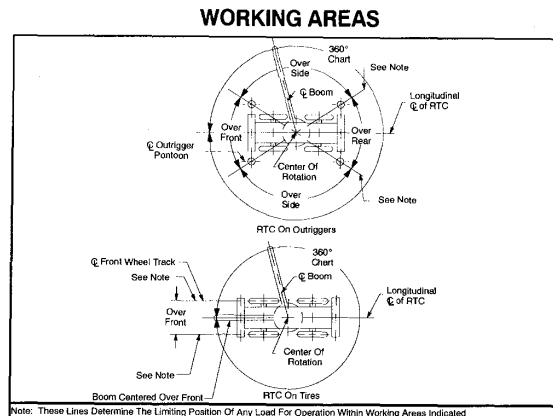 WORKING AREAS
360°
Chart
Over
Side
See Note
℄ Boom
Longitudinal
℄ of RTC
Over
Front
Over
Rear
℄ Outrigger
Pontoon
Center Of
Rotation
Over
Side
See Note
RTC On Outriggers
360°
Chart
℄ Front Wheel Track
℄ Boom
See Note
Longitudinal
℄ of RTC
Over
Front
Center Of
Rotation
See Note
Boom Centered Over Front
RTC On Tires
Note: These Lines Determine The Limiting Position Of Any Load For Operation Within Working Areas Indicated